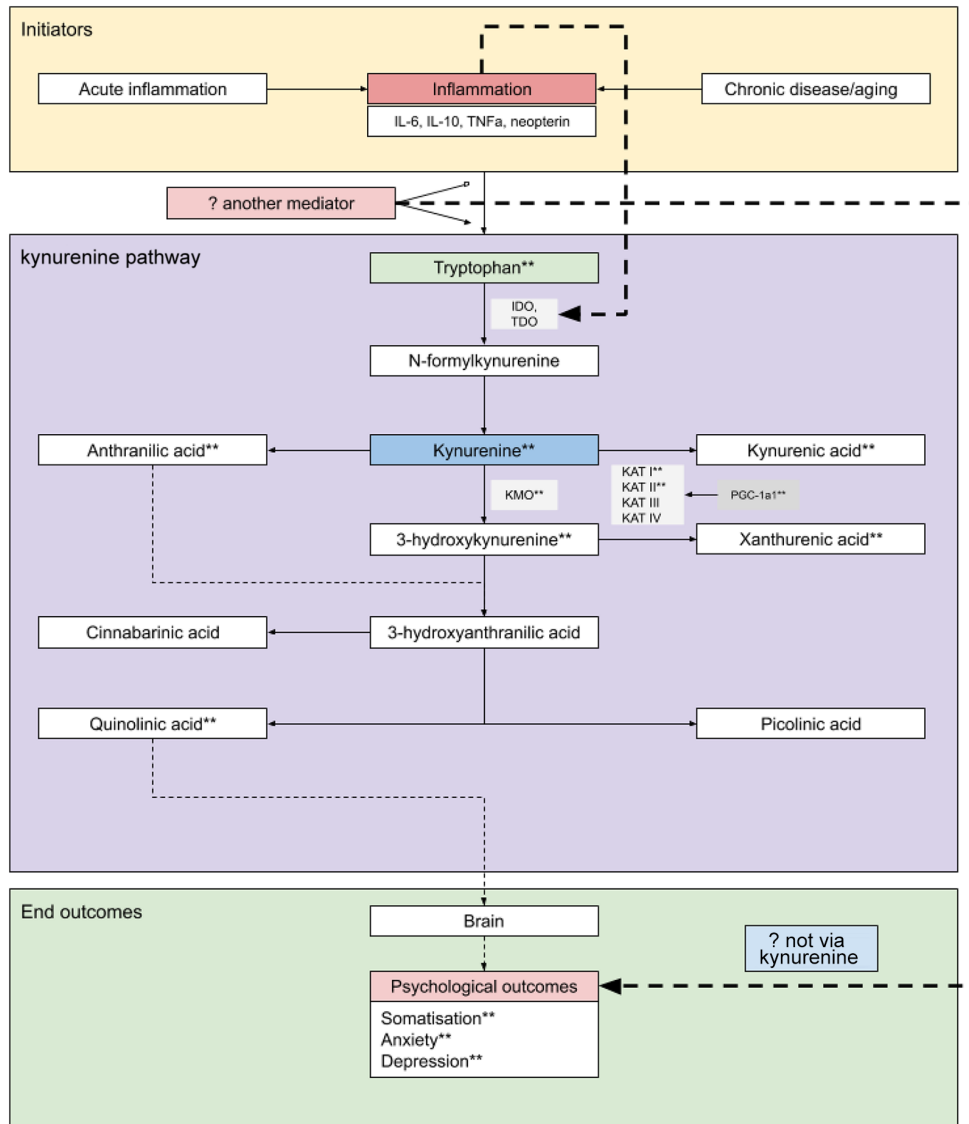 Initiators
Acute inflammation
Inflammation
Chronic disease/aging
IL-6, IL-10, TNFa, neopterin
? another mediator
kynurenine pathway
Tryptophan**
IDO,
TDO
N-formylkynurenine
Anthranilic acid**
Kynurenine**
Kynurenic acid**
KMO**
KAT I**
KAT II**
KAT III
KAT IV
PGC-1a1**
3-hydroxykynurenine**
Xanthurenic acid**
Cinnabarinic acid
3-hydroxyanthranilic acid
Quinolinic acid**
Picolinic acid
End outcomes
Brain
? not via
kynurenine
Psychological outcomes
Somatisation**
Anxiety**
Depression**